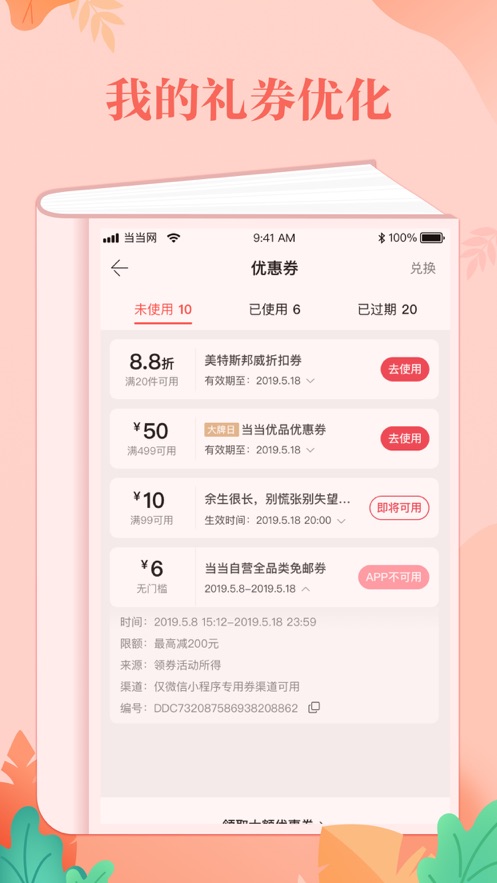 我的礼券优化
当当网 9:41 AM 100%
优惠券 兑换
未使用 10 已使用 6 已过期 20
8.8折 美特斯邦威折扣券 去使用
满20件可用 有效期至：2019.5.18
¥50 大牌日 当当优品优惠券 去使用
满499可用 有效期至：2019.5.18
¥10 余生很长，别慌张别失望... 即将可用
满99可用 生效时间：2019.5.18 20:00
¥6 当当自营全品类免邮券 APP不可用
无门槛 2019.5.8-2019.5.18
时间：2019.5.8 15:12-2019.5.18 23:59
限额：最高减200元
来源：领券活动所得
渠道：仅微信小程序专用券渠道可用
编号：DDC732087586938208862
领取大额优惠券 >